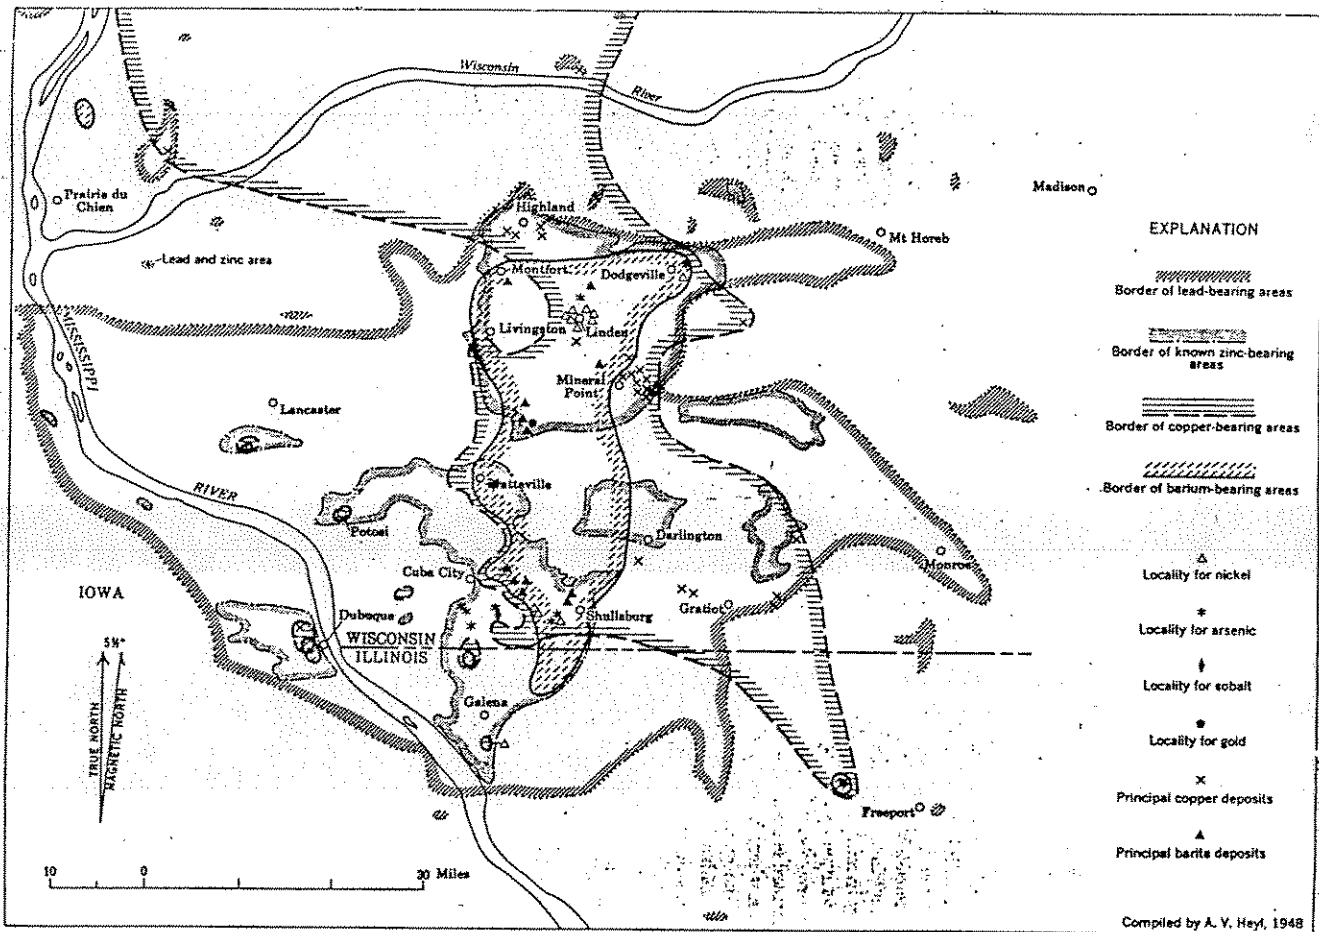 Wisconsin
River
Prairie du
Chien
Madison
Highland
Mt Horeb
Lead and zinc area
Montfort
Dodgeville
MISSISSIPPI
Livingston
Linden
Mineral
Point
Lancaster
RIVER
Platteville
Potosi
Darlington
Monroe
Cuba City
IOWA
Dubuque
Shullsburg
Gratiot
WISCONSIN
ILLINOIS
Galena
TRUE NORTH
MAGNETIC NORTH
Freeport
10
0
30 Miles
EXPLANATION
Border of lead-bearing areas
Border of known zinc-bearing
areas
Border of copper-bearing areas
Border of barium-bearing areas
Locality for nickel
Locality for arsenic
Locality for cobalt
Locality for gold
Principal copper deposits
Principal barite deposits
Compiled by A. V. Heyl, 1948